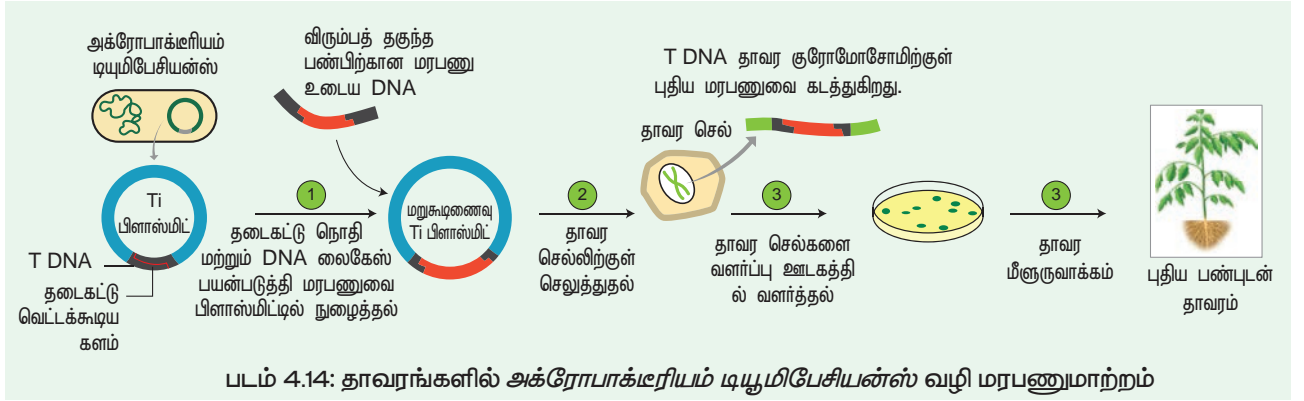 அக்ரோபாக்டீரியம்
டியுமிபேசியன்ஸ்
விரும்பத் தகுந்த
பண்பிற்கான மரபணு
உடைய DNA
T DNA தாவர குரோமோசோமிற்குள்
புதிய மரபணுவை கடத்துகிறது.
தாவர செல்
Ti
பிளாஸ்மிட்
T DNA
தடைகட்டு
வெட்டக்கூடிய
களம்
1
தடைகட்டு நொதி
மற்றும் DNA லைகேஸ்
பயன்படுத்தி மரபணுவை
பிளாஸ்மிட்டில் நுழைத்தல்
மறுகூடிணைவு
Ti பிளாஸ்மிட்
2
தாவர
செல்லிற்குள்
செலுத்துதல்
3
தாவர செல்களை
வளர்ப்பு ஊடகத்தி
ல் வளர்த்தல்
3
தாவர
மீளுருவாக்கம்
புதிய பண்புடன்
தாவரம்
படம் 4.14: தாவரங்களில் அக்ரோபாக்டீரியம் டியூமிபேசியன்ஸ் வழி மரபணுமாற்றம்